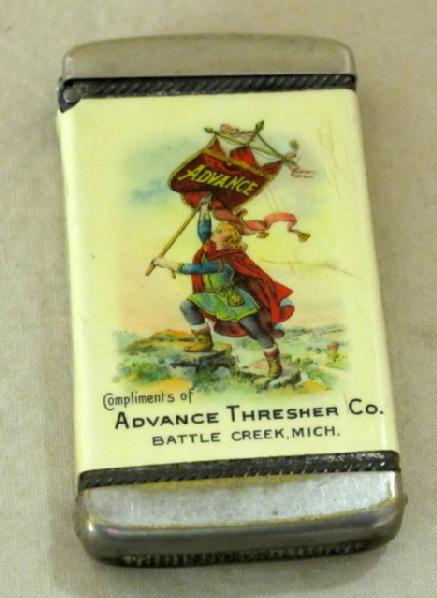 ADVANCE
Compliments of
ADVANCE THRESHER CO.
BATTLE CREEK, MICH.